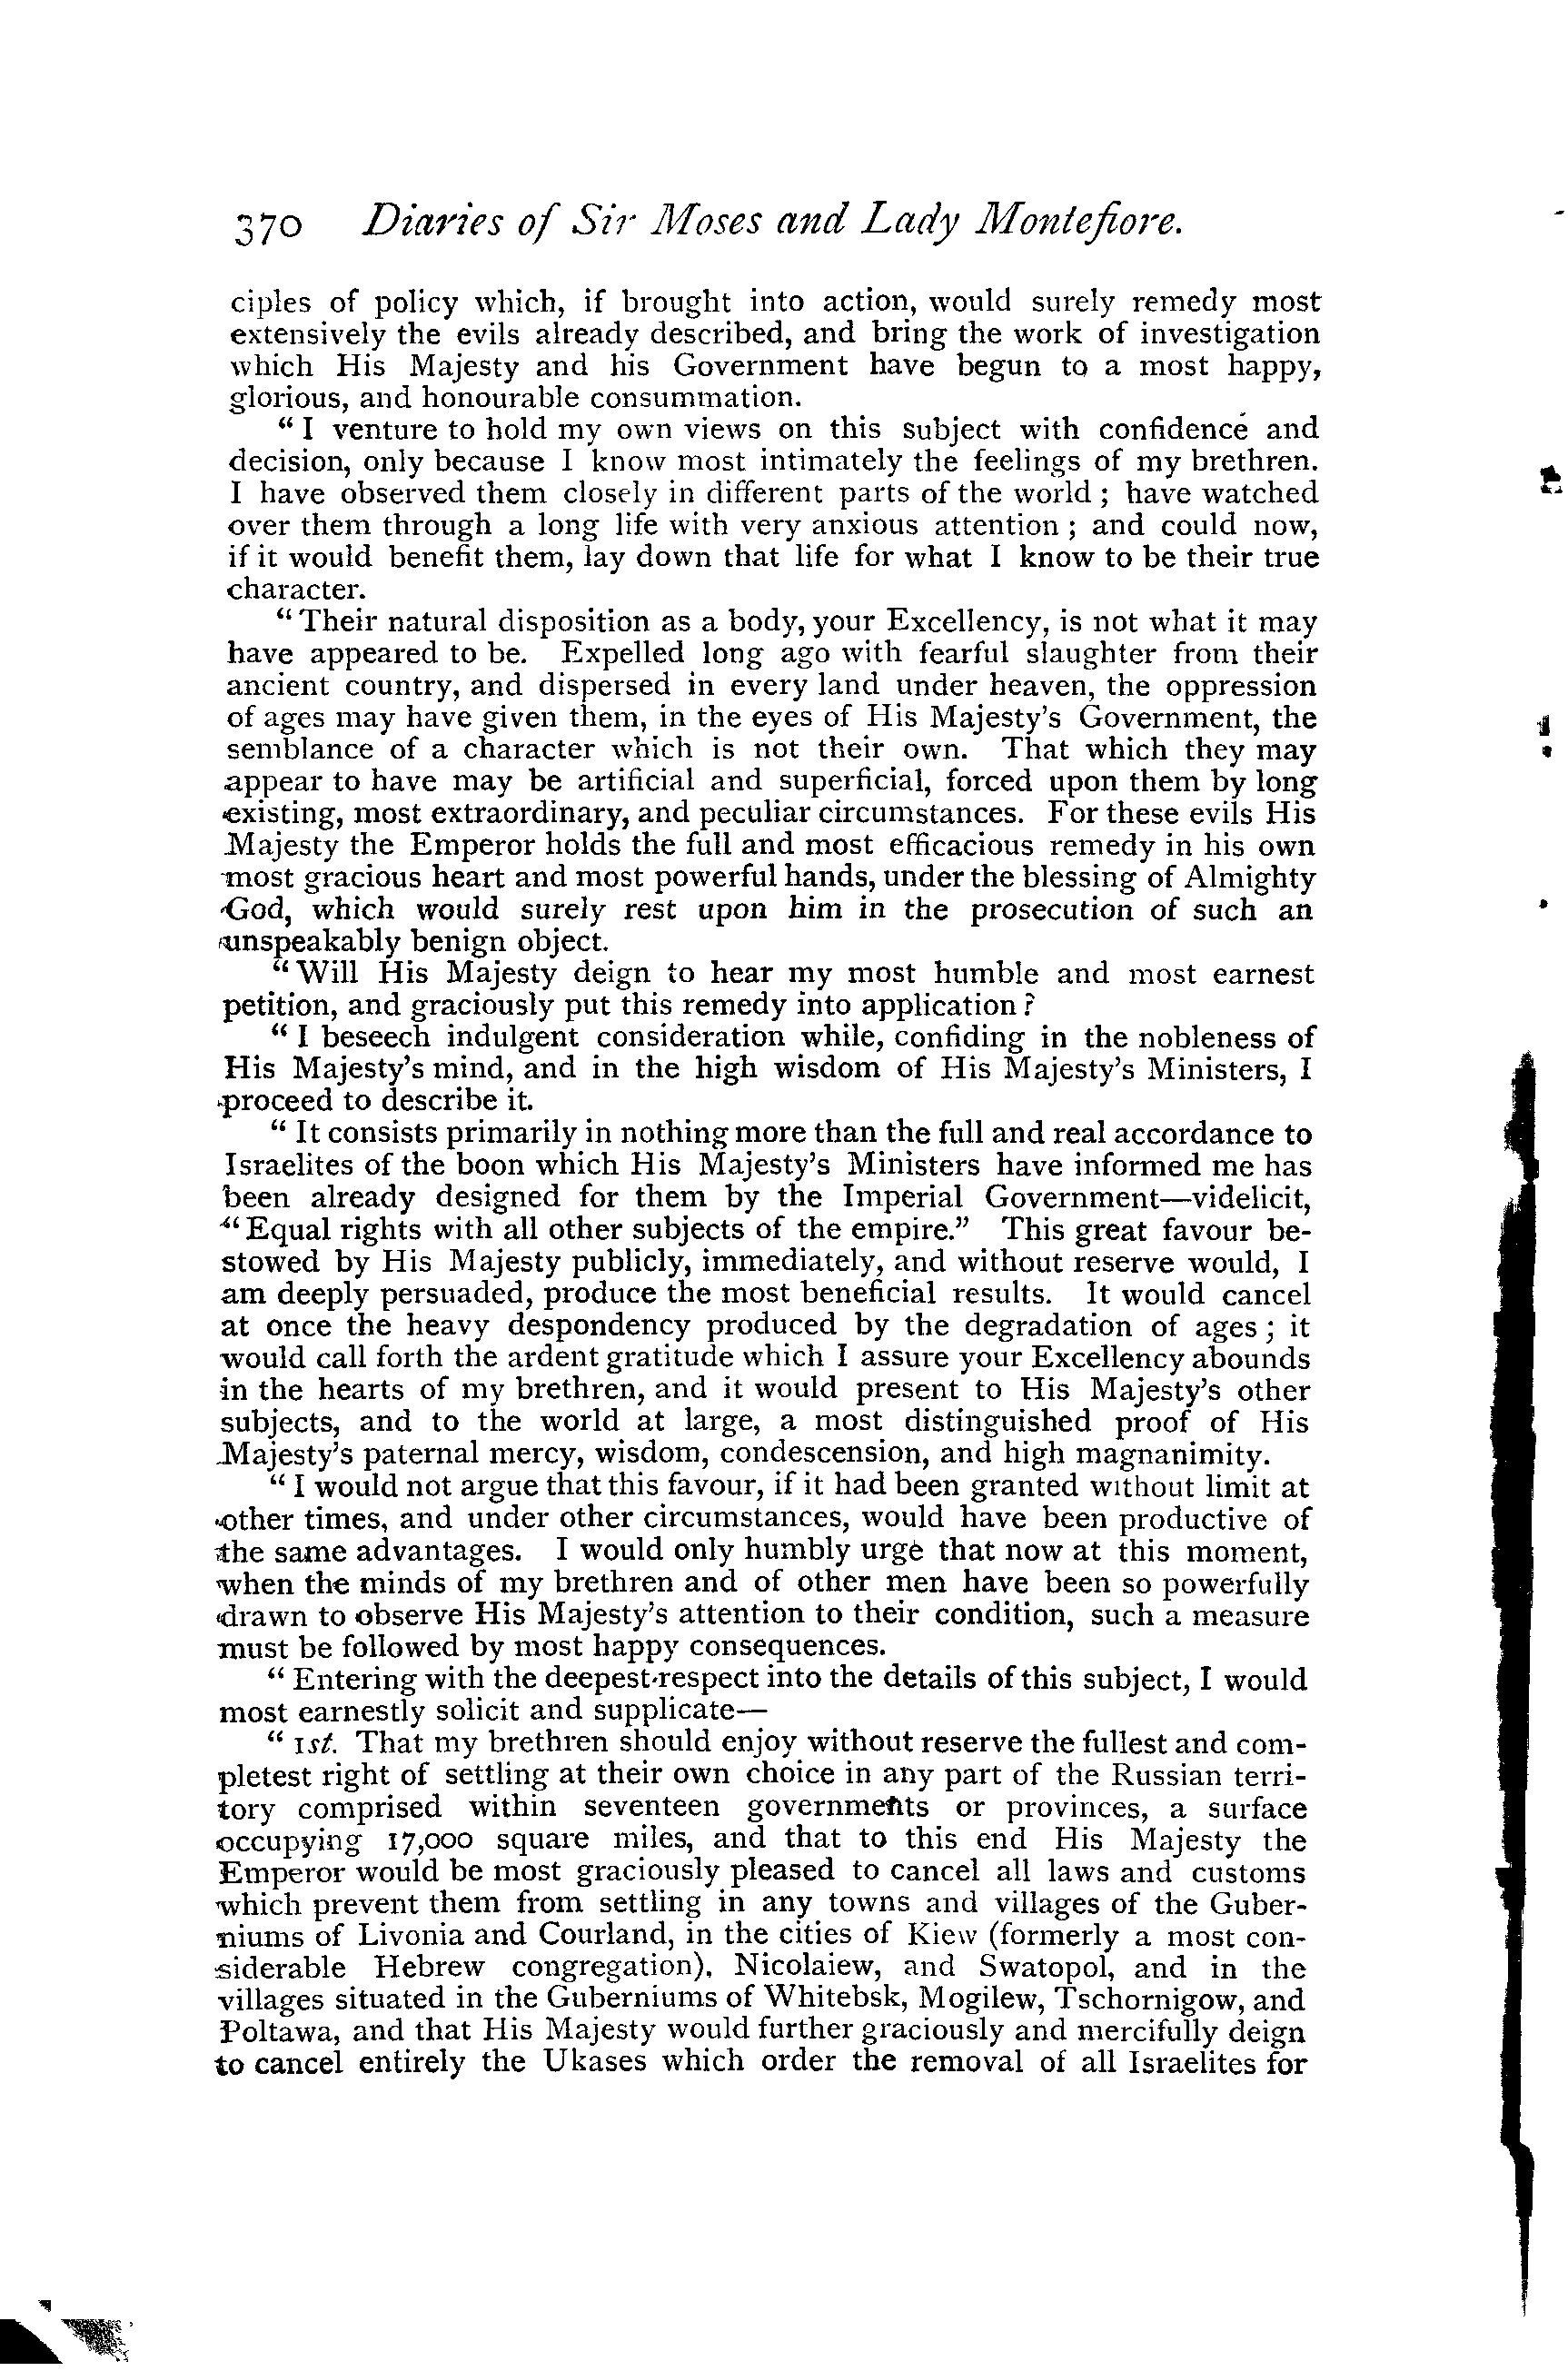 370 Diaries of Sir Moses and Lady Montefiore.
ciples of policy which, if brought into action, would surely remedy most
extensively the evils already described, and bring the work of investigation
which His Majesty and his Government have begun to a most happy,
glorious, and honourable consummation.
“ I venture to hold my own views on this subject with confidence and
decision, only because I know most intimately the feelings of my brethren.
I have observed them closely in different parts of the world ; have watched
over them through a long life with very anxious attention ; and could now,
if it would benefit them, lay down that life for what I know to be their true
character.
“ Their natural disposition as a body, your Excellency, is not what it may
have appeared to be. Expelled long ago with fearful slaughter from their
ancient country, and dispersed in every land under heaven, the oppression
of ages may have given them, in the eyes of His Majesty’s Government, the
semblance of a character which is not their own. That which they may
appear to have may be artificial and superficial, forced upon them by long
existing, most extraordinary, and peculiar circumstances. For these evils His
Majesty the Emperor holds the full and most efficacious remedy in his own
most gracious heart and most powerful hands, under the blessing of Almighty
God, which would surely rest upon him in the prosecution of such an
unspeakably benign object.
“ Will His Majesty deign to hear my most humble and most earnest
petition, and graciously put this remedy into application ?
“ I beseech indulgent consideration while, confiding in the nobleness of
His Majesty’s mind, and in the high wisdom of His Majesty’s Ministers, I
proceed to describe it.
“ It consists primarily in nothing more than the full and real accordance to
Israelites of the boon which His Majesty’s Ministers have informed me has
been already designed for them by the Imperial Government—videlicit,
“ Equal rights with all other subjects of the empire.” This great favour be-
stowed by His Majesty publicly, immediately, and without reserve would, I
am deeply persuaded, produce the most beneficial results. It would cancel
at once the heavy despondency produced by the degradation of ages ; it
would call forth the ardent gratitude which I assure your Excellency abounds
in the hearts of my brethren, and it would present to His Majesty’s other
subjects, and to the world at large, a most distinguished proof of His
Majesty’s paternal mercy, wisdom, condescension, and high magnanimity.
“ I would not argue that this favour, if it had been granted without limit at
other times, and under other circumstances, would have been productive of
the same advantages. I would only humbly urge that now at this moment,
when the minds of my brethren and of other men have been so powerfully
drawn to observe His Majesty’s attention to their condition, such a measure
must be followed by most happy consequences.
“ Entering with the deepest respect into the details of this subject, I would
most earnestly solicit and supplicate—
“ 1st. That my brethren should enjoy without reserve the fullest and com-
pletest right of settling at their own choice in any part of the Russian terri-
tory comprised within seventeen governments or provinces, a surface
occupying 17,000 square miles, and that to this end His Majesty the
Emperor would be most graciously pleased to cancel all laws and customs
which prevent them from settling in any towns and villages of the Guber-
niums of Livonia and Courland, in the cities of Kiew (formerly a most con-
siderable Hebrew congregation), Nicolaiew, and Swatopol, and in the
villages situated in the Guberniums of Whitebsk, Mogilew, Tschornigow, and
Poltawa, and that His Majesty would further graciously and mercifully deign
to cancel entirely the Ukases which order the removal of all Israelites for